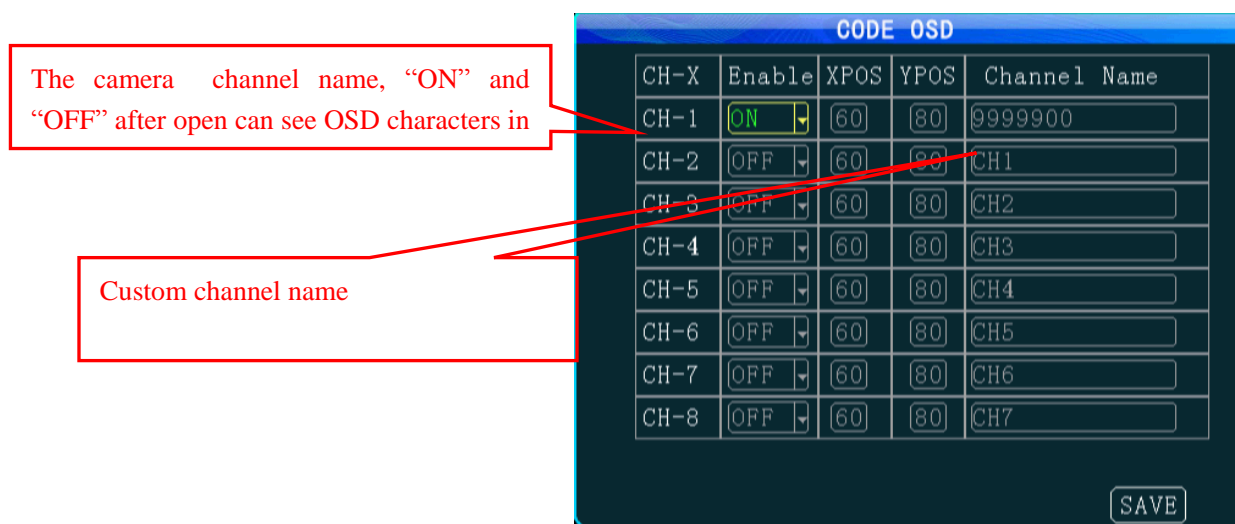 CODE OSD
The camera channel name, “ON” and
“OFF” after open can see OSD characters in
Custom channel name
CH-X Enable XPOS YPOS Channel Name
CH-1 ON 60 80 9999900
CH-2 OFF 60 80 CH1
CH-3 OFF 60 80 CH2
CH-4 OFF 60 80 CH3
CH-5 OFF 60 80 CH4
CH-6 OFF 60 80 CH5
CH-7 OFF 60 80 CH6
CH-8 OFF 60 80 CH7
SAVE